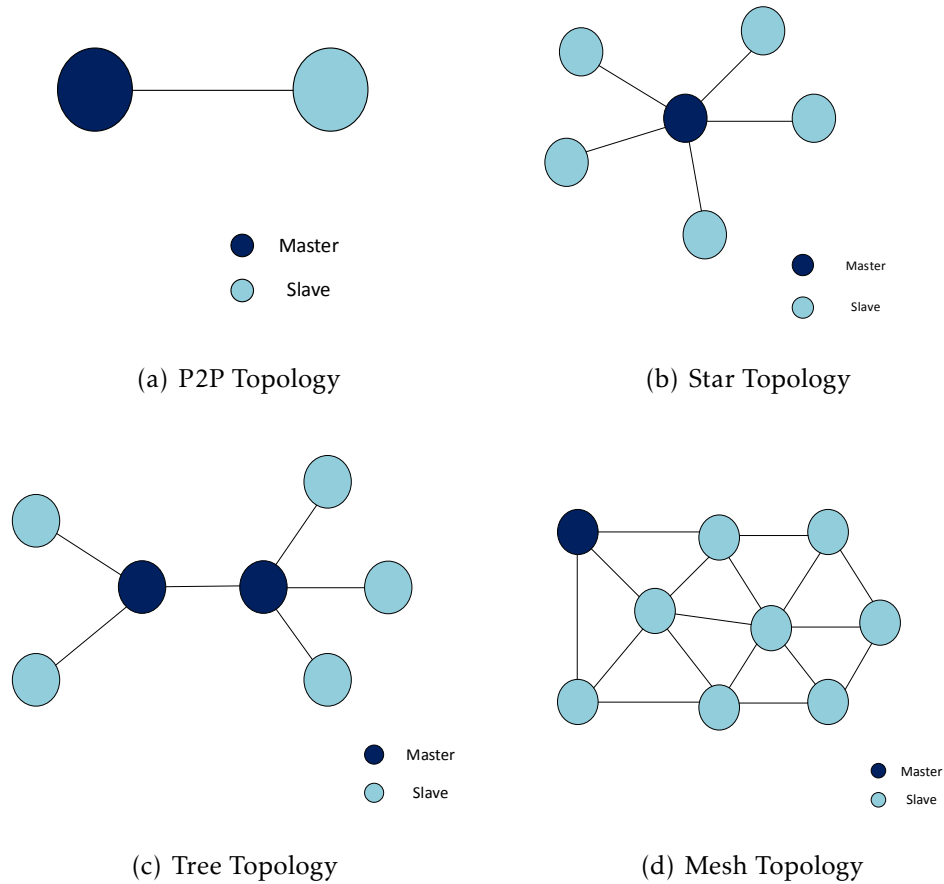 Master
Slave
(a) P2P Topology
Master
Slave
(b) Star Topology
Master
Slave
(c) Tree Topology
Master
Slave
(d) Mesh Topology